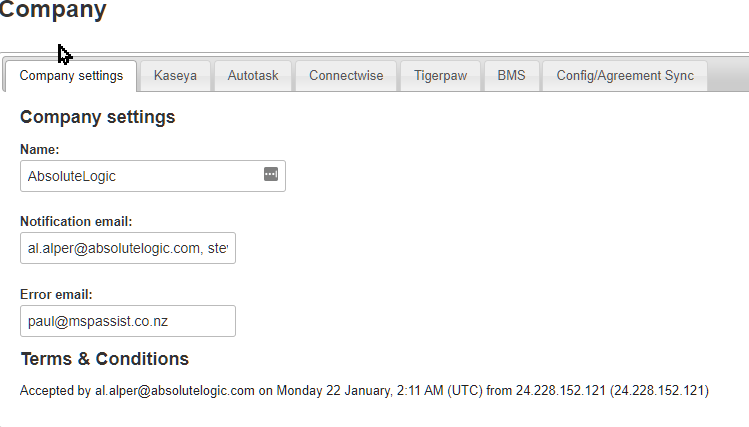 Company
Company settings Kaseya Autotask Connectwise Tigerpaw BMS Config/Agreement Sync
Company settings
Name:
AbsoluteLogic
Notification email:
al.alper@absolutelogic.com,
Error email:
paul@mspassist.co.nz
Terms & Conditions
Accepted by al.alper@absolutelogic.com on Monday 22 January, 2:11 AM (UTC) from 24.228.152.121 (24.228.152.121)